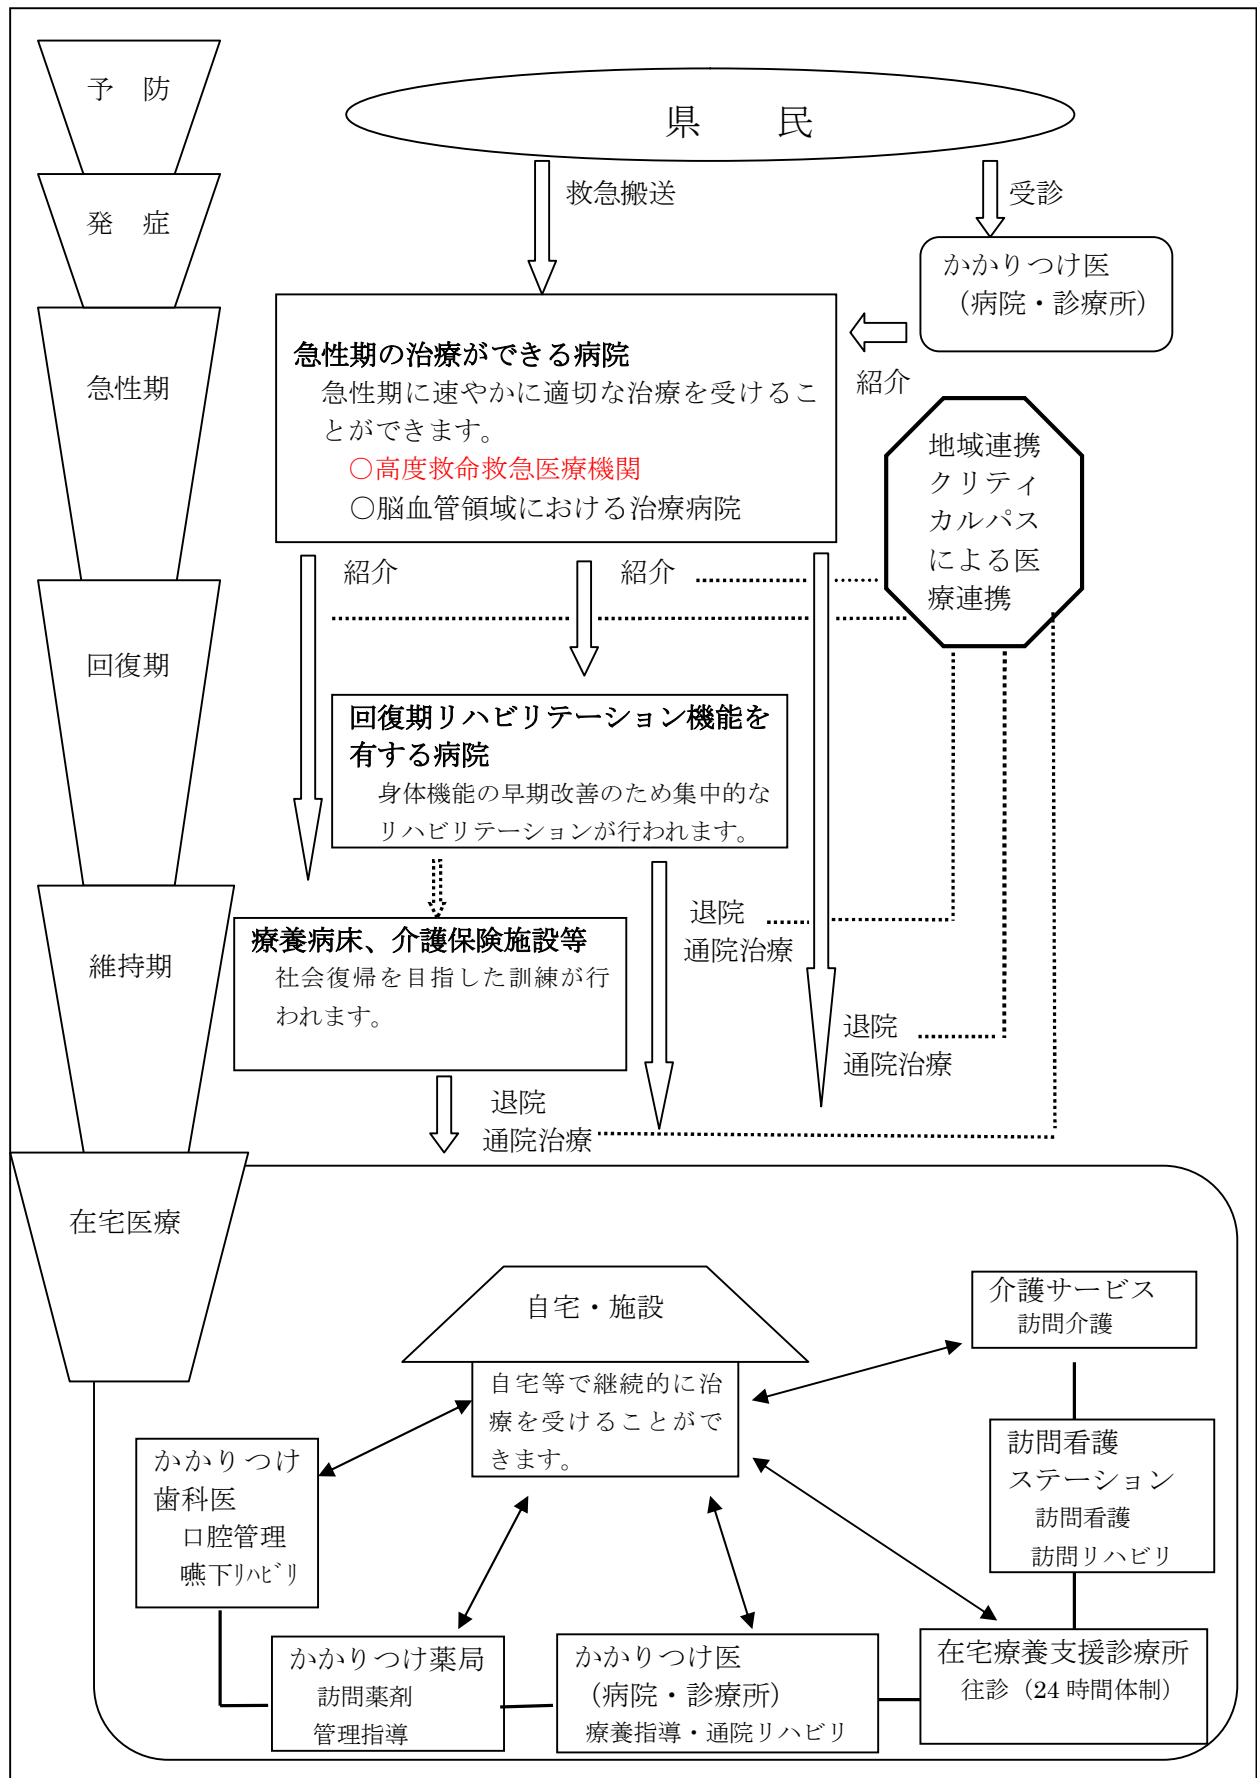 予　防
県　　民
救急搬送
受診
発　症
かかりつけ医
（病院・診療所）
急性期の治療ができる病院
急性期に速やかに適切な治療を受けるこ
とができます。
○高度救命救急医療機関
○脳血管領域における治療病院
紹介
急性期
地域連携
クリティ
カルパス
による医
療連携
紹介
紹介
回復期
回復期リハビリテーション機能を
有する病院
身体機能の早期改善のため集中的な
リハビリテーションが行われます。
維持期
療養病床、介護保険施設等
社会復帰を目指した訓練が行
われます。
退院
通院治療
退院
通院治療
退院
通院治療
在宅医療
自宅・施設
自宅等で継続的に治
療を受けることがで
きます。
介護サービス
訪問介護
訪問看護
ステーション
訪問看護
訪問リハビリ
かかりつけ
歯科医
口腔管理
嚥下ﾘﾊﾋﾞﾘ
かかりつけ薬局
訪問薬剤
管理指導
かかりつけ医
（病院・診療所）
療養指導・通院リハビリ
在宅療養支援診療所
往診（24時間体制）